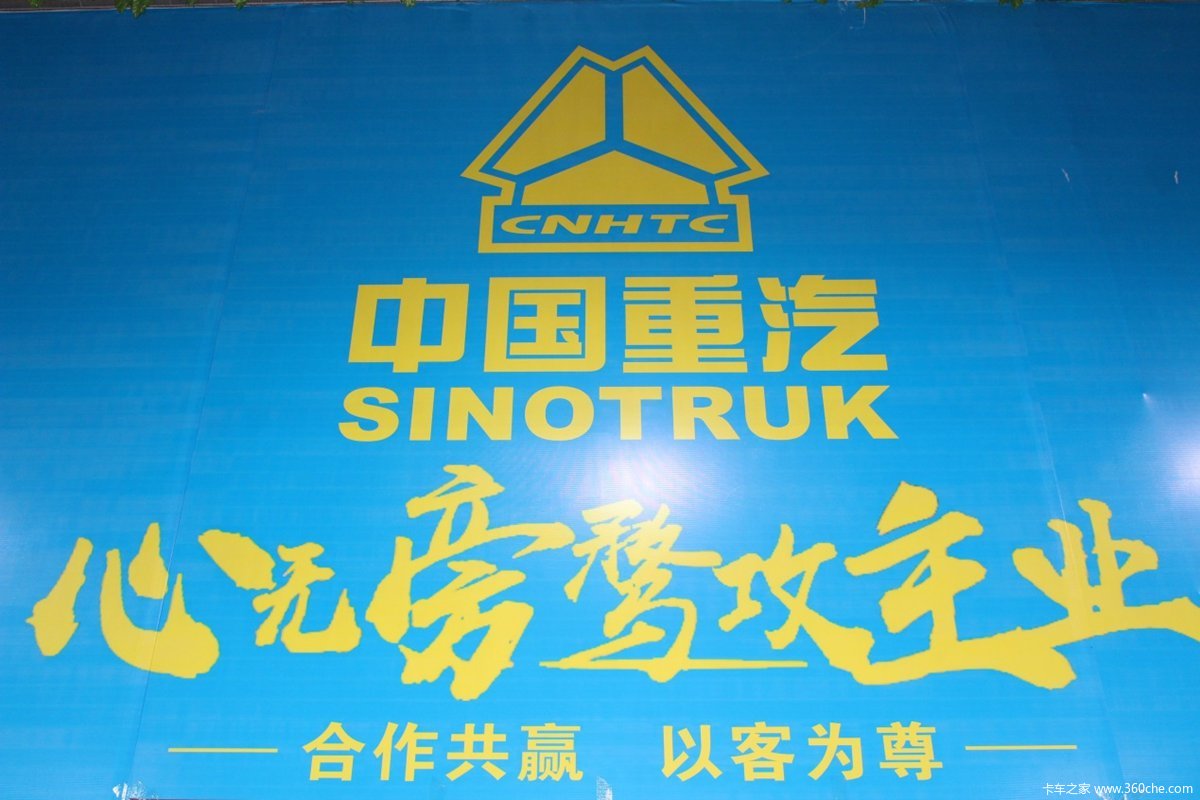 CNHTC
中国重汽
SINOTRUK
心无旁骛攻主业
合作共赢 以客为尊
卡车之家 www.360che.com